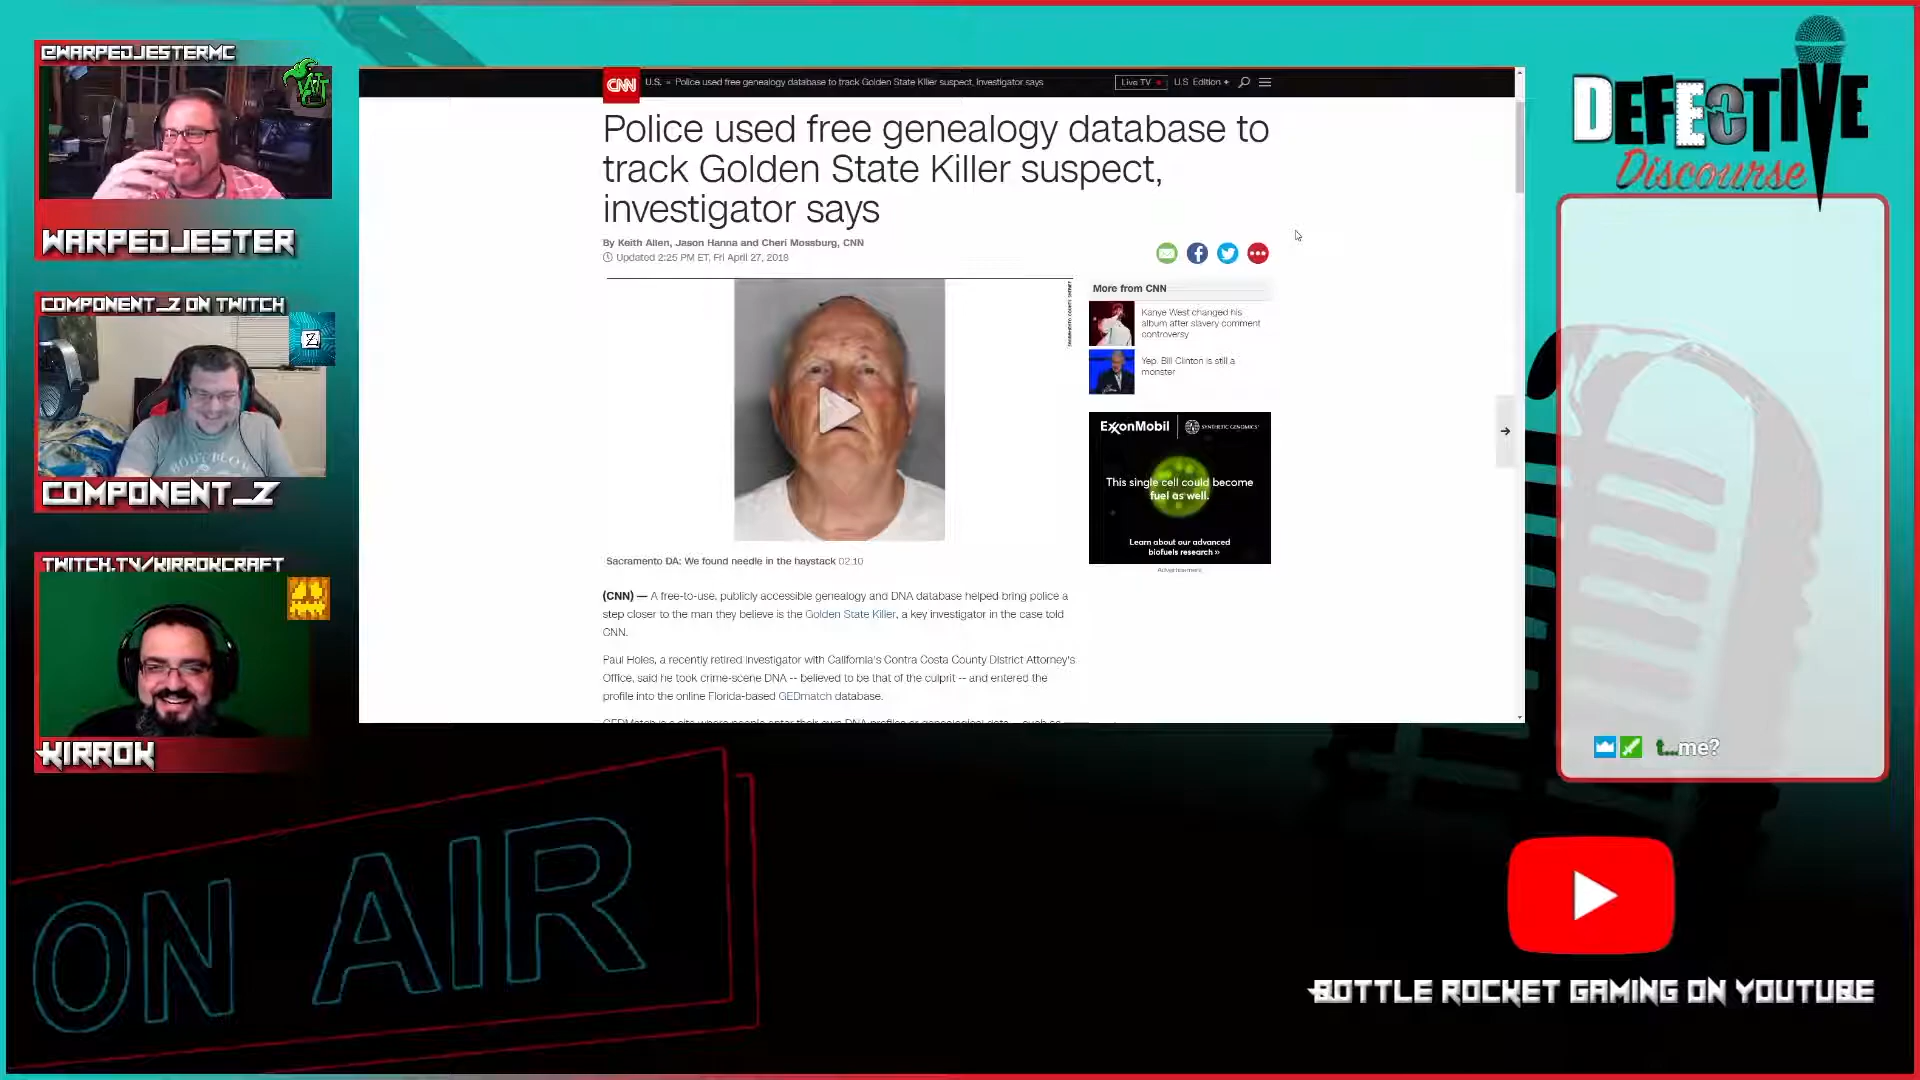 @WARPEDJESTERMC
WARPEDJESTER
COMPONENT_Z ON TWITCH
Z
COMPONENT_Z
TWITCH.TV/KIRROKCRAFT
KIRROK
CNN
U.S. » Police used free genealogy database to track Golden State Killer suspect, investigator says
Live TV
U.S. Edition +
Police used free genealogy database to
track Golden State Killer suspect,
investigator says
By Keith Allen, Jason Hanna and Cheri Mossburg, CNN
Updated 2:25 PM ET, Fri April 27, 2018
Sacramento DA: We found needle in the haystack 02:10
(CNN) — A free-to-use, publicly accessible genealogy and DNA database helped bring police a
step closer to the man they believe is the Golden State Killer, a key investigator in the case told
CNN.
Paul Holes, a recently retired investigator with California's Contra Costa County District Attorney's
Office, said he took crime-scene DNA -- believed to be that of the culprit -- and entered the
profile into the online Florida-based GEDmatch database.
More from CNN
Kanye West changed his
album after slavery comment
controversy
Yep, Bill Clinton is still a
monster
ExxonMobil
SYNTHETIC GENOMICS
This single cell could become
fuel as well.
Learn about our advanced
biofuels research »
Advertisement
DEFECTIVE
Discourse
...me?
ON AIR
BOTTLE ROCKET GAMING ON YOUTUBE